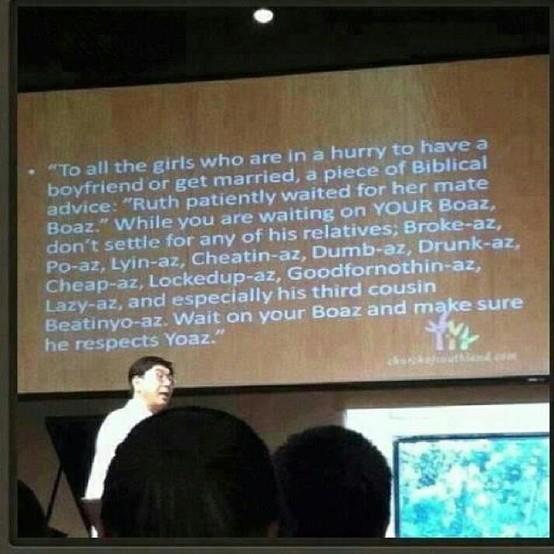 • “To all the girls who are in a hurry to have a
boyfriend or get married, a piece of Biblical
advice: “Ruth patiently waited for her mate
Boaz.” While you are waiting on YOUR Boaz,
don’t settle for any of his relatives; Broke-az,
Po-az, Lyin-az, Cheatin-az, Dumb-az, Drunk-az,
Cheap-az, Lockedup-az, Goodfornothin-az,
Lazy-az, and especially his third cousin
Beatinyo-az. Wait on your Boaz and make sure
he respects Yoaz.”
churchofsouthland.com